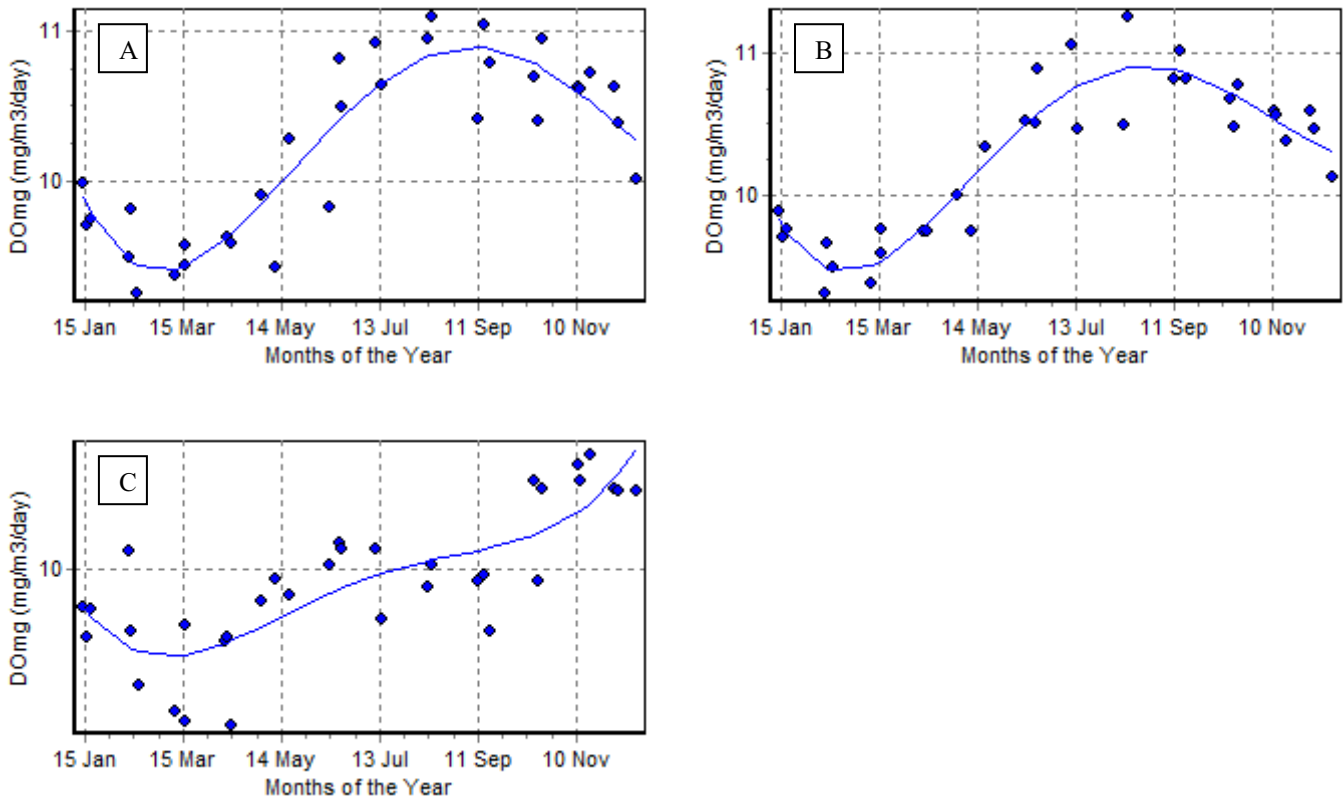 A
11
10
DOmg (mg/m3/day)
15 Jan 15 Mar 14 May 13 Jul 11 Sep 10 Nov
Months of the Year
B
11
10
DOmg (mg/m3/day)
15 Jan 15 Mar 14 May 13 Jul 11 Sep 10 Nov
Months of the Year
C
10
DOmg (mg/m3/day)
15 Jan 15 Mar 14 May 13 Jul 11 Sep 10 Nov
Months of the Year